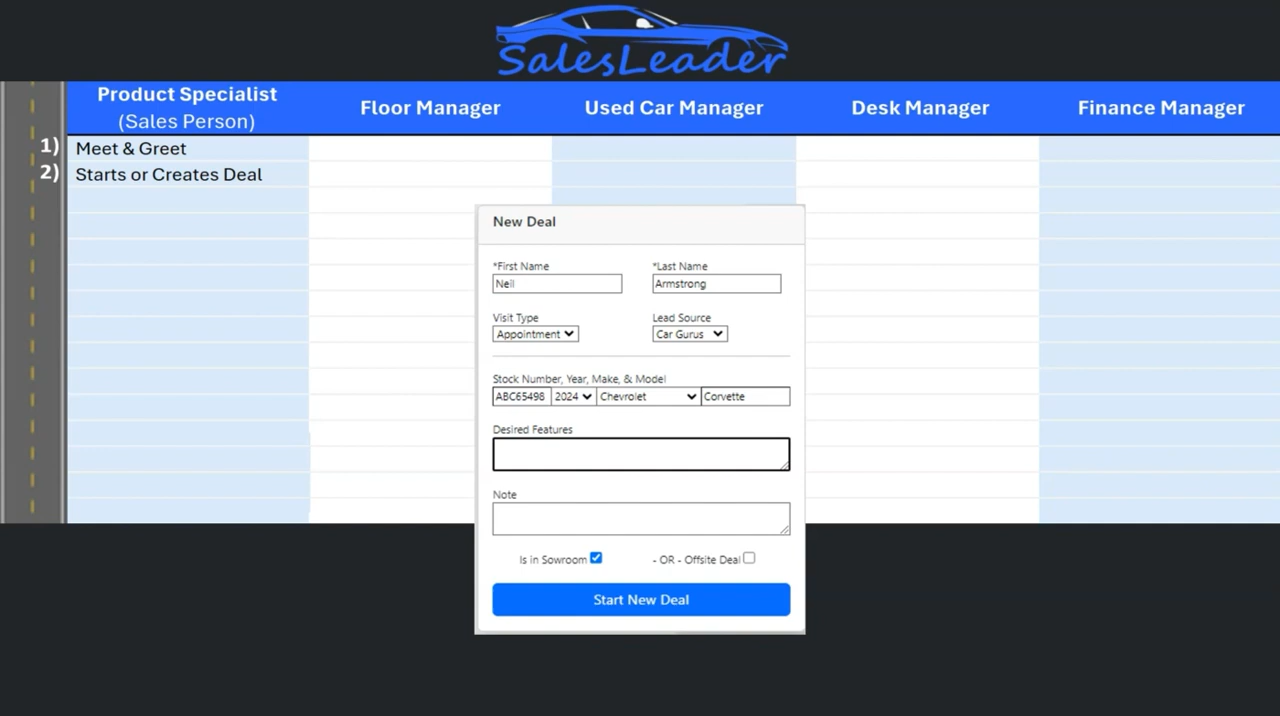 SalesLeader
Product Specialist
(Sales Person)
Floor Manager
Used Car Manager
Desk Manager
Finance Manager
1) Meet & Greet
2) Starts or Creates Deal
New Deal
*First Name *Last Name
Neil Armstrong
Visit Type Lead Source
Appointment Car Gurus
Stock Number, Year, Make, & Model
ABC65498 2024 Chevrolet Corvette
Desired Features
Note
Is in Sowroom - OR - Offsite Deal
Start New Deal